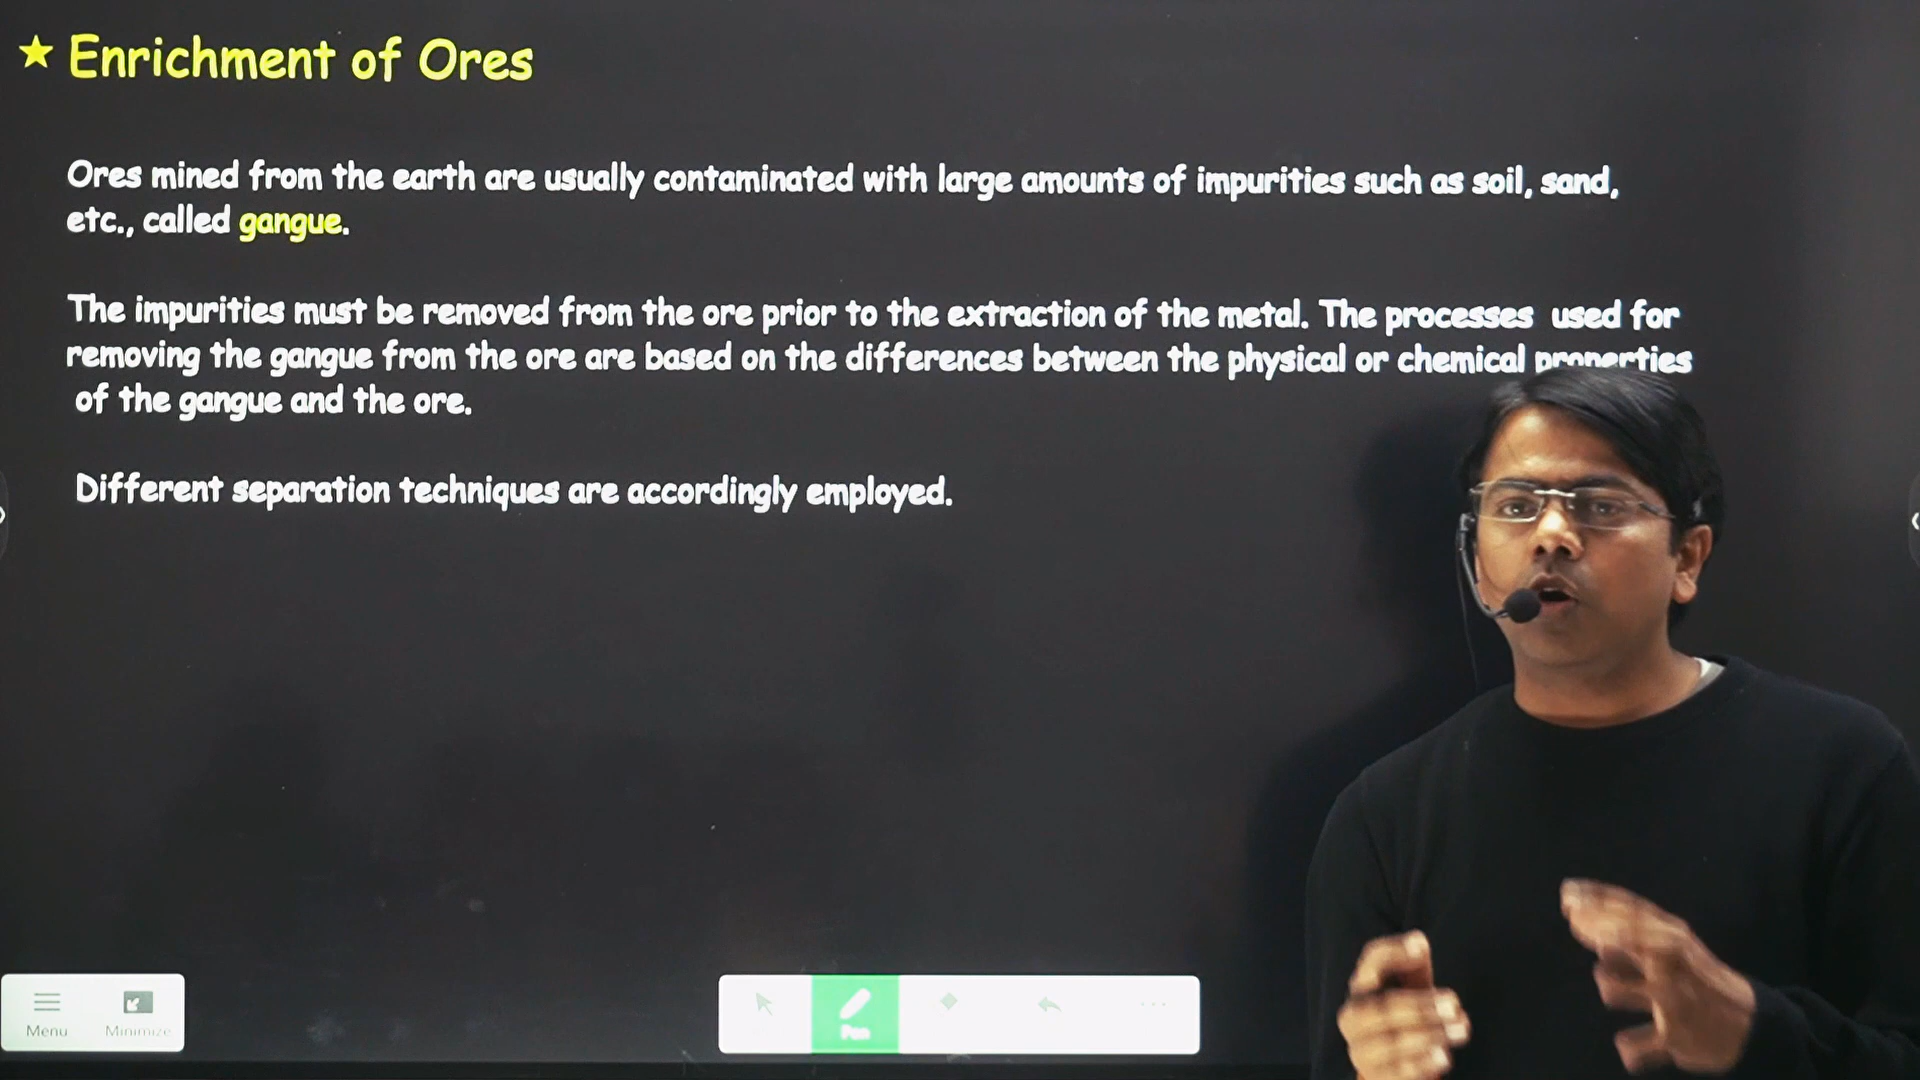 ★ Enrichment of Ores
Ores mined from the earth are usually contaminated with large amounts of impurities such as soil, sand,
etc., called gangue.
The impurities must be removed from the ore prior to the extraction of the metal. The processes used for
removing the gangue from the ore are based on the differences between the physical or chemical properties
of the gangue and the ore.
Different separation techniques are accordingly employed.
Menu Minimize
Pen